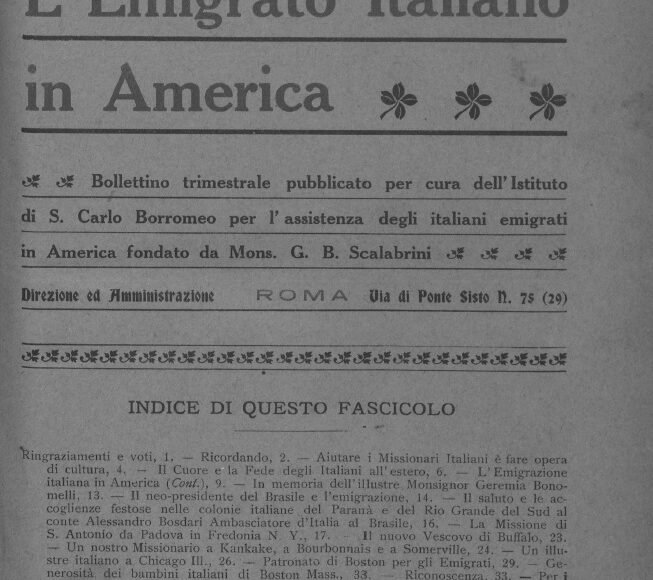 L'Emigrato Italiano
in America
Bollettino trimestrale pubblicato per cura dell'Istituto
di S. Carlo Borromeo per l'assistenza degli italiani emigrati
in America fondato da Mons. G. B. Scalabrini
Direzione ed Amministrazione ROMA Via di Ponte Sisto N. 75 (29)
INDICE DI QUESTO FASCICOLO
Ringraziamenti e voti, 1. — Ricordando, 2. — Aiutare i Missionari Italiani é fare opera
di cultura, 4. — Il Cuore e la Fede degli Italiani all'estero, 6. — L'Emigrazione
italiana in America (Cont.), 9. — In memoria dell'illustre Monsignor Geremia Bono-
melli, 13. — Il neo-presidente del Brasile e l'emigrazione, 14. — Il saluto e le ac-
coglienze festose nelle colonie italiane del Paranà e del Rio Grande del Sud al
conte Alessandro Bosdari Ambasciatore d'Italia al Brasile, 16. — La Missione di
S. Antonio da Padova in Fredonia N. Y., 17. — Il nuovo Vescovo di Buffalo, 23.
— Un nostro Missionario a Kankake, a Bourbonnais e a Somerville, 24. — Un illu-
stre italiano a Chicago Ill., 26. — Patronato di Boston per gli Emigrati, 29. — Ge-
nerosità dei bambini italiani di Boston Mass., 33. — Riconoscenza, 33. — Per i